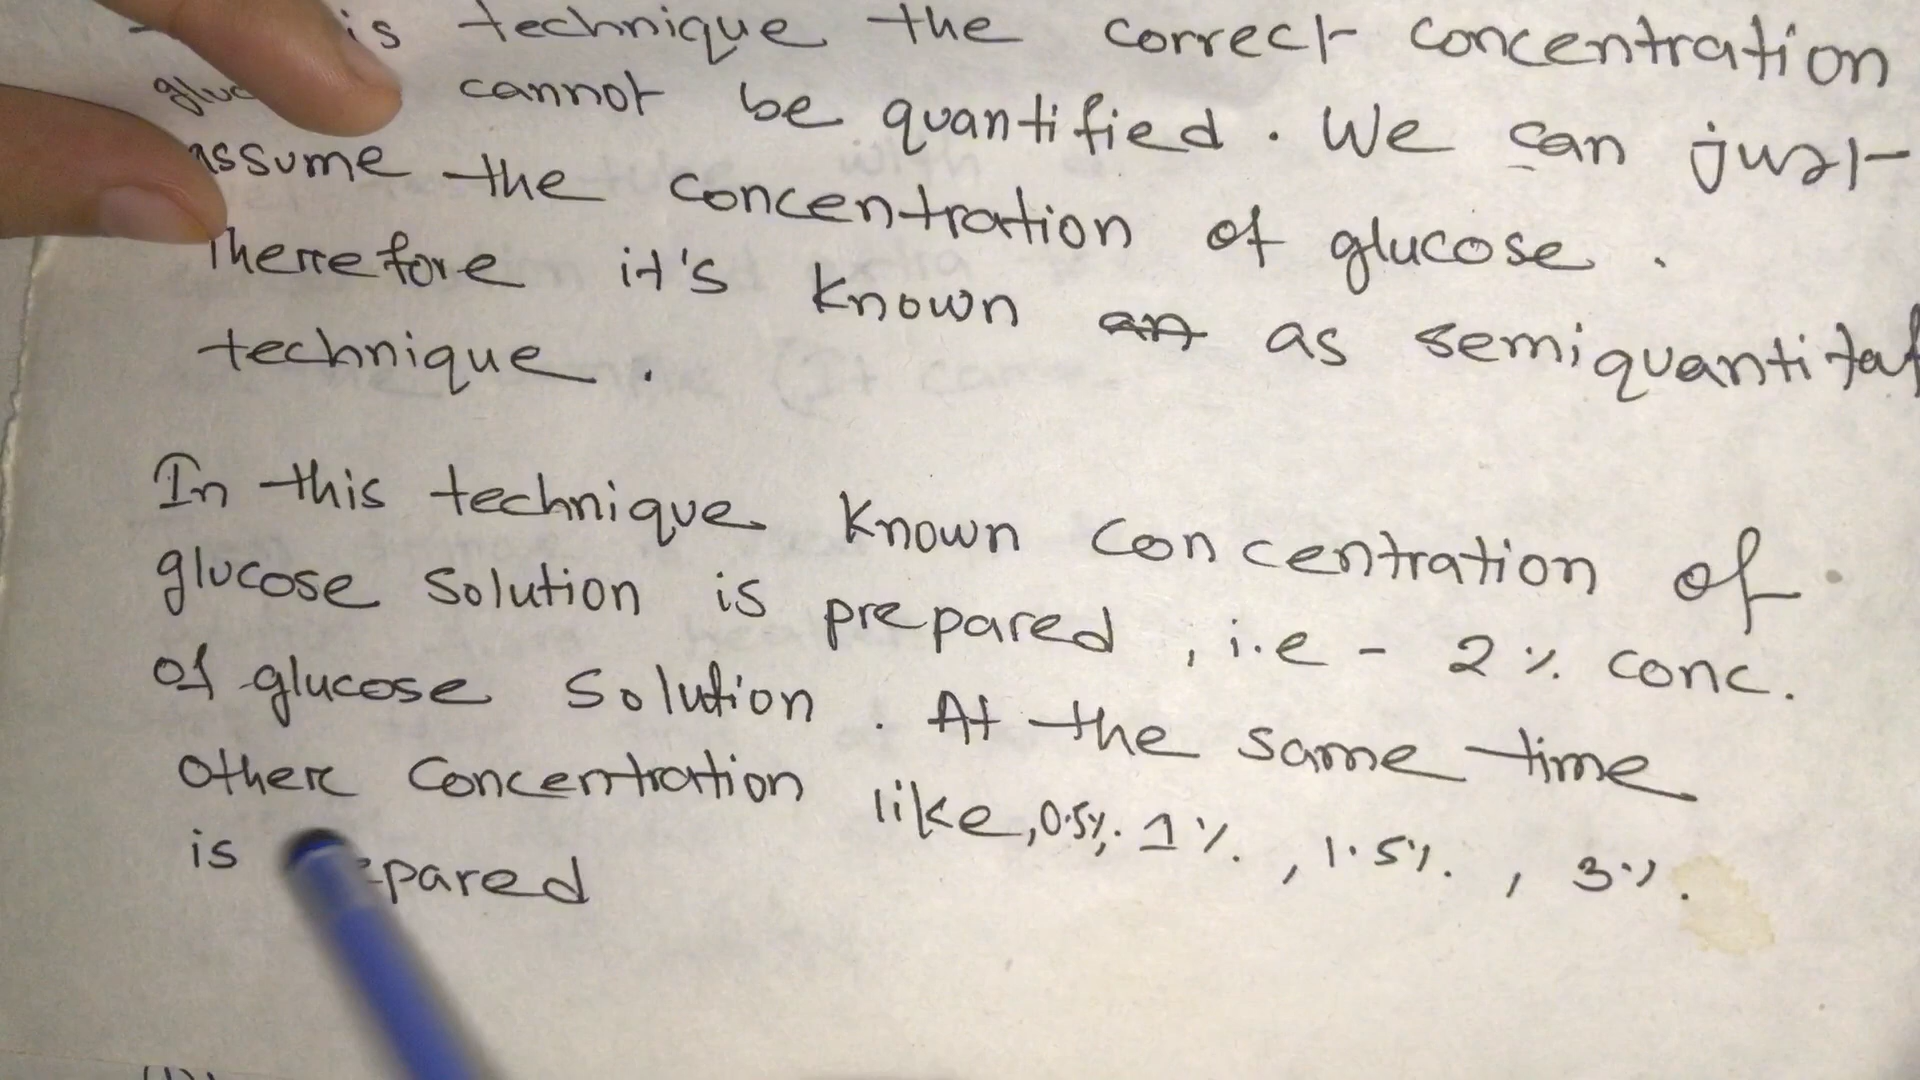 is technique the correct concentration
cannot be quantified. We can just
assume the concentration of glucose.
Therefore it's known an as semiquantitat
technique.
In this technique known concentration of
glucose solution is prepared, i.e - 2% conc.
of glucose solution. At the same time
other concentration like, 0.5%, 1%, 1.5%, 3%.
is epared